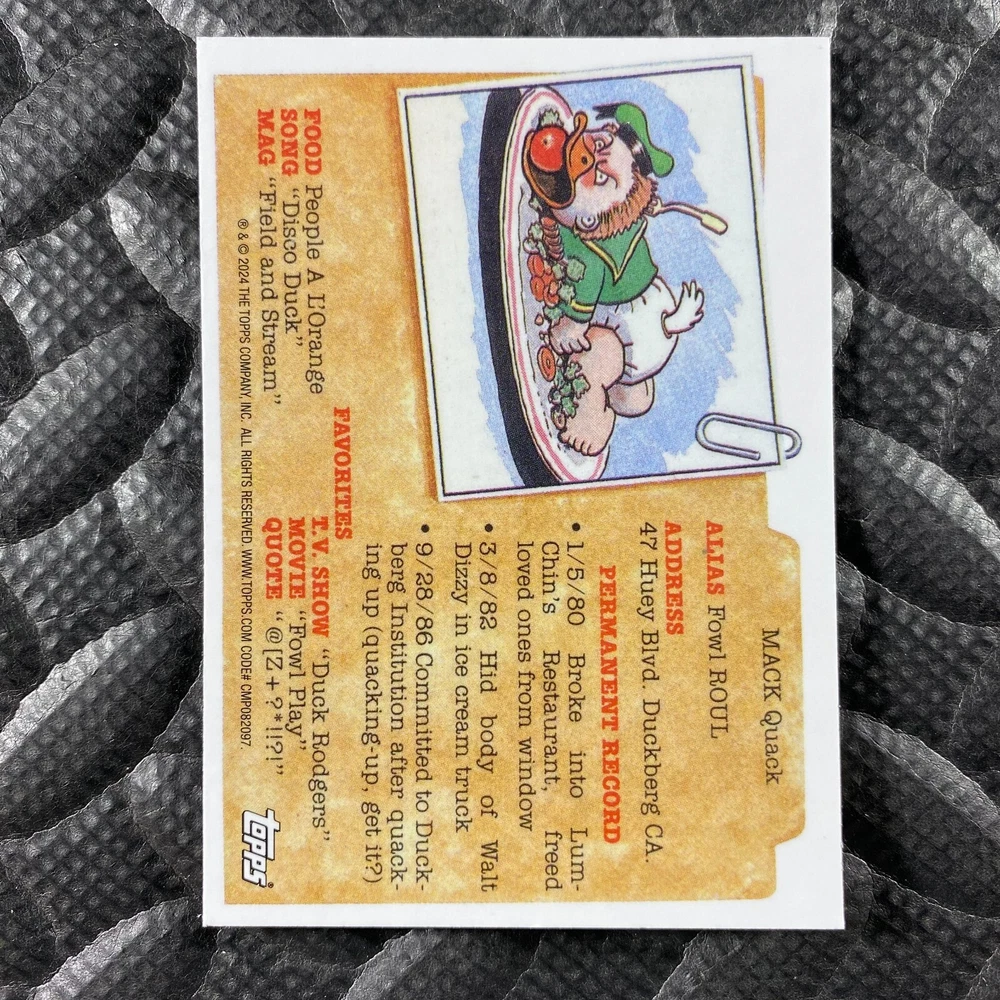 MACK Quack
ALIAS Fowl ROUL
ADDRESS
47 Huey Blvd. Duckberg CA.
PERMANENT RECORD
• 1/5/80 Broke into Lum-
Chin's Restaurant, freed
loved ones from window
• 3/8/82 Hid body of Walt
Dizzy in ice cream truck
• 9/28/86 Committed to Duck-
berg Institution after quack-
ing up (quacking-up, get it?)
FAVORITES
FOOD People A L'Orange
SONG "Disco Duck"
MAG "Field and Stream"
T.V. SHOW "Duck Rodgers"
MOVIE "Fowl Play"
QUOTE "@[Z+?*!!?!"
® & © 2024 THE TOPPS COMPANY, INC. ALL RIGHTS RESERVED. WWW.TOPPS.COM CODE# CMP082097.
topps®